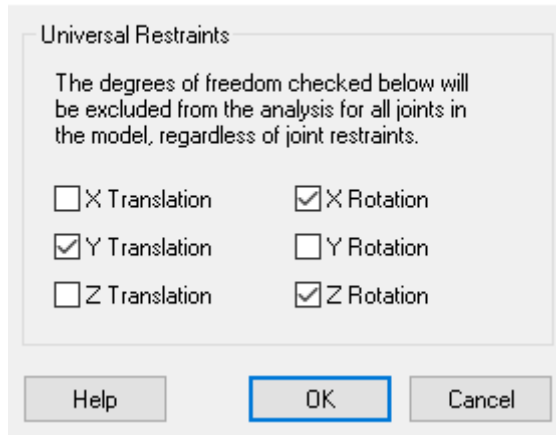 Universal Restraints
The degrees of freedom checked below will
be excluded from the analysis for all joints in
the model, regardless of joint restraints.
X Translation
X Rotation
Y Translation
Y Rotation
Z Translation
Z Rotation
Help
OK
Cancel